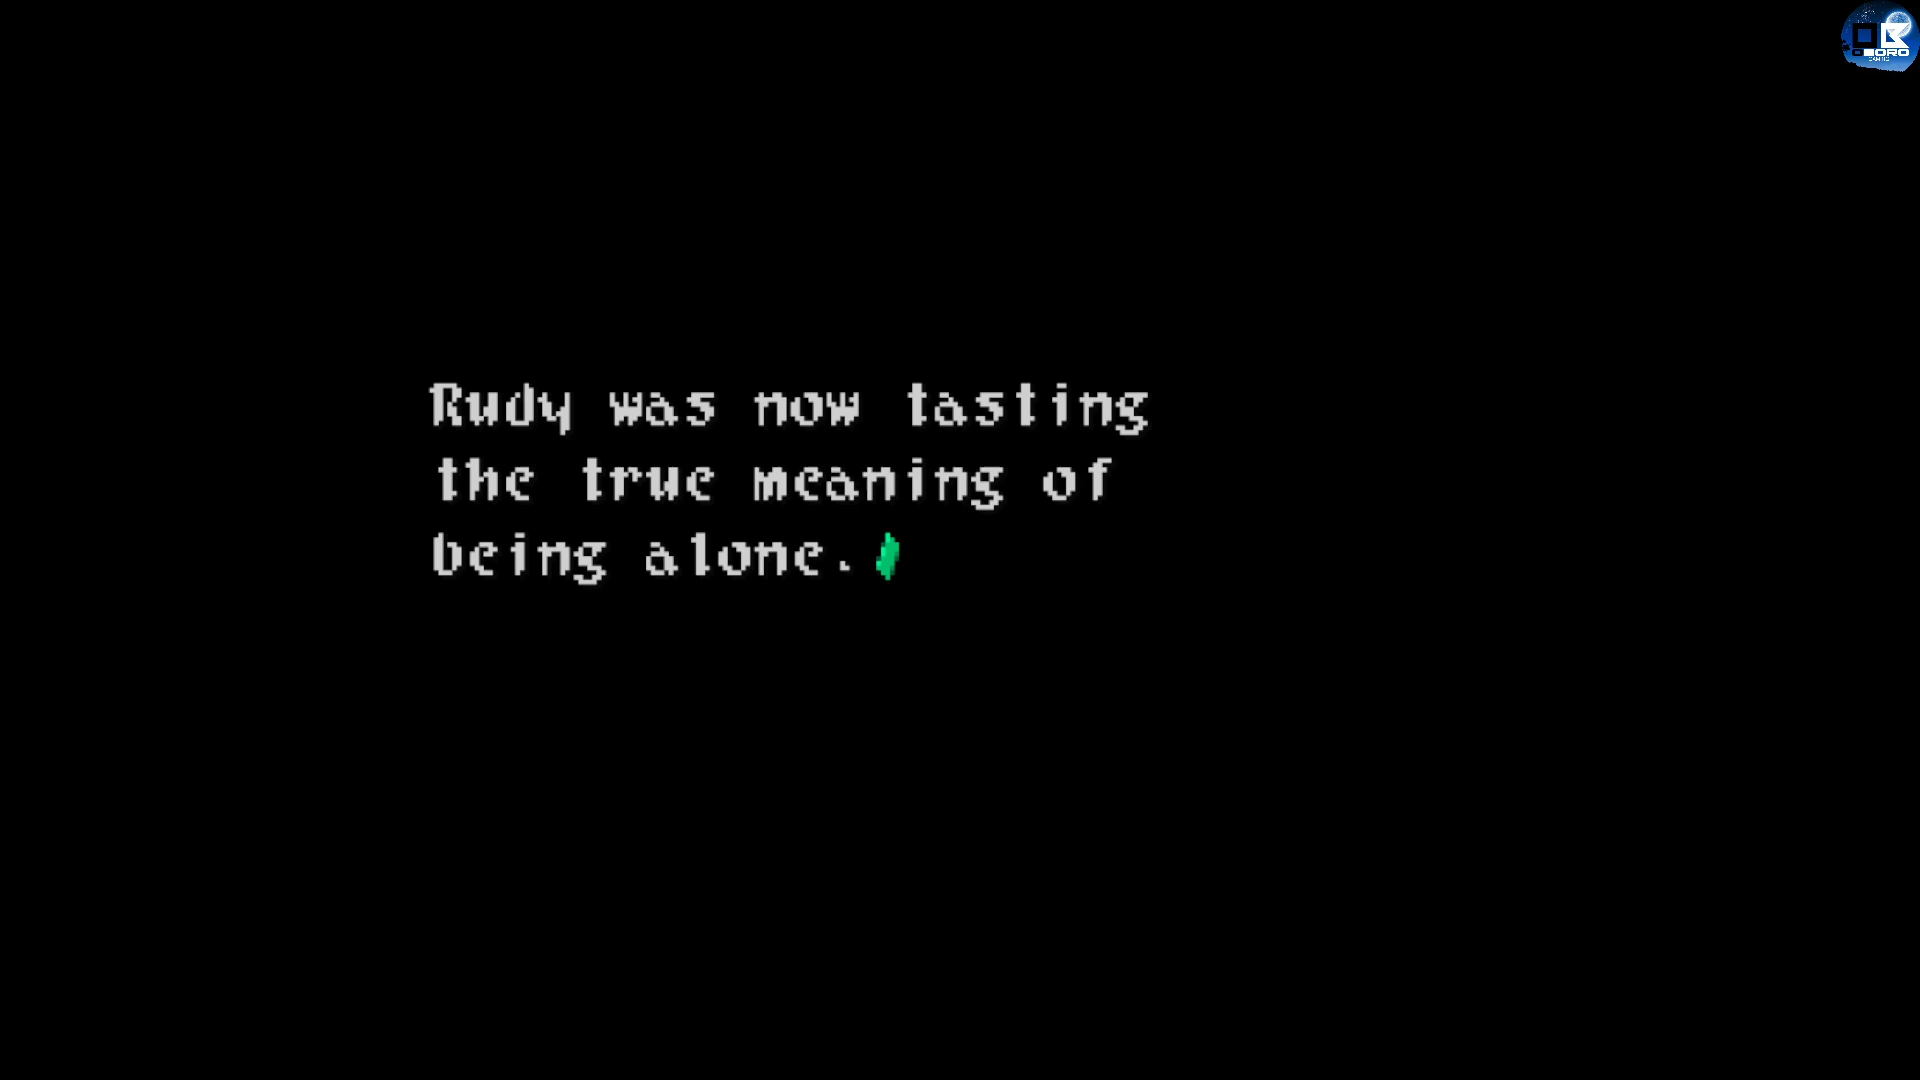 Rudy was now tasting
the true meaning of
being alone.